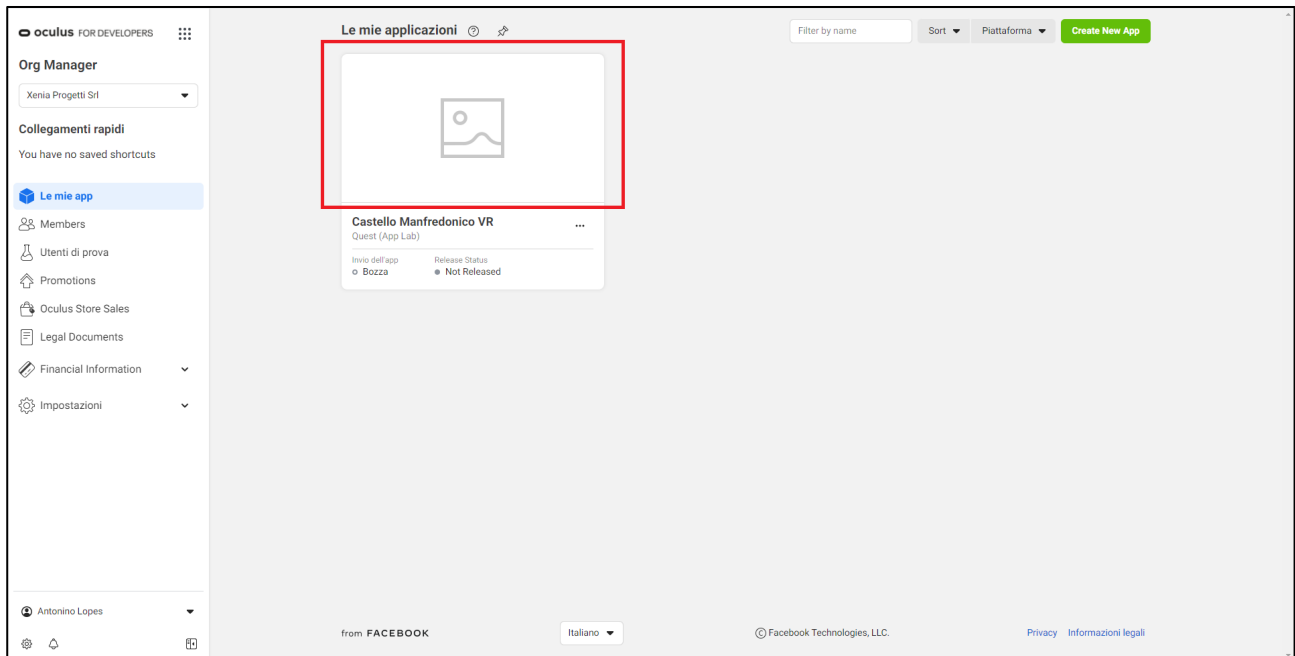 oculus FOR DEVELOPERS
Org Manager
Xenia Progetti Srl
Collegamenti rapidi
You have no saved shortcuts
Le mie app
Members
Utenti di prova
Promotions
Oculus Store Sales
Legal Documents
Financial Information
Impostazioni
Antonino Lopes
Le mie applicazioni
Filter by name
Sort
Piattaforma
Create New App
Castello Manfredonico VR
...
Quest (App Lab)
Invio dell'app Release Status
Bozza Not Released
from FACEBOOK
Italiano
© Facebook Technologies, LLC.
Privacy Informazioni legali